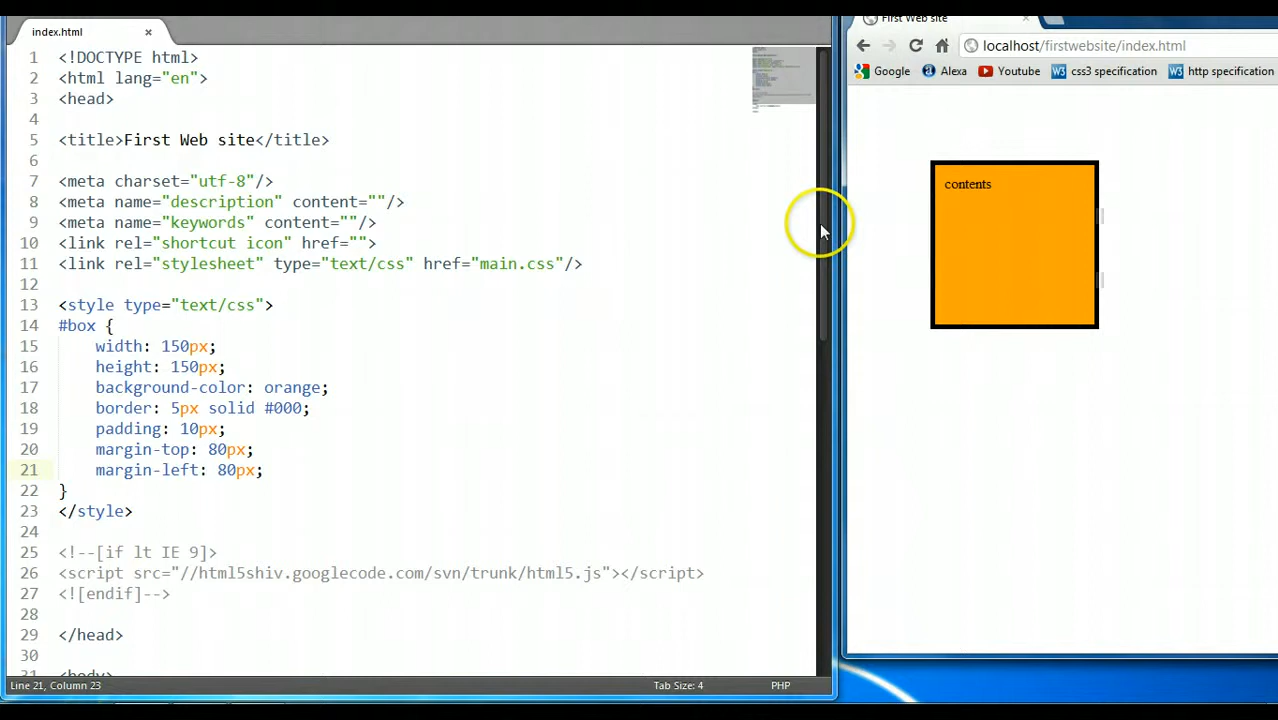 index.html
1 <!DOCTYPE html>
2 <html lang="en">
3 <head>
4
5 <title>First Web site</title>
6
7 <meta charset="utf-8"/>
8 <meta name="description" content=""/>
9 <meta name="keywords" content=""/>
10 <link rel="shortcut icon" href="">
11 <link rel="stylesheet" type="text/css" href="main.css"/>
12
13 <style type="text/css">
14 #box {
15 width: 150px;
16 height: 150px;
17 background-color: orange;
18 border: 5px solid #000;
19 padding: 10px;
20 margin-top: 80px;
21 margin-left: 80px;
22 }
23 </style>
24
25 <!--[if lt IE 9]>
26 <script src="//html5shiv.googlecode.com/svn/trunk/html5.js"></script>
27 <![endif]-->
28
29 </head>
30
31 <body>
Line 21, Column 23
Tab Size: 4
PHP
First Web site
localhost/firstwebsite/index.html
Google Alexa Youtube W3 css3 specification W3 http specification
contents